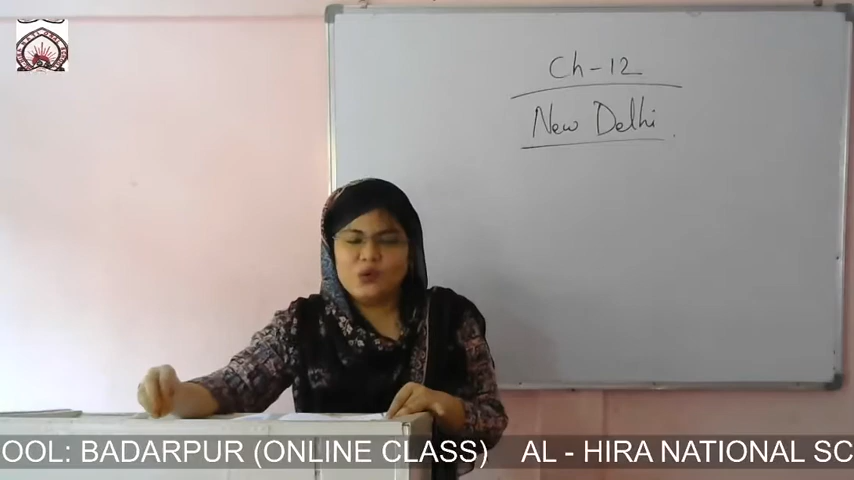 Ch-12
New Delhi
OOL: BADARPUR (ONLINE CLASS) AL - HIRA NATIONAL SC